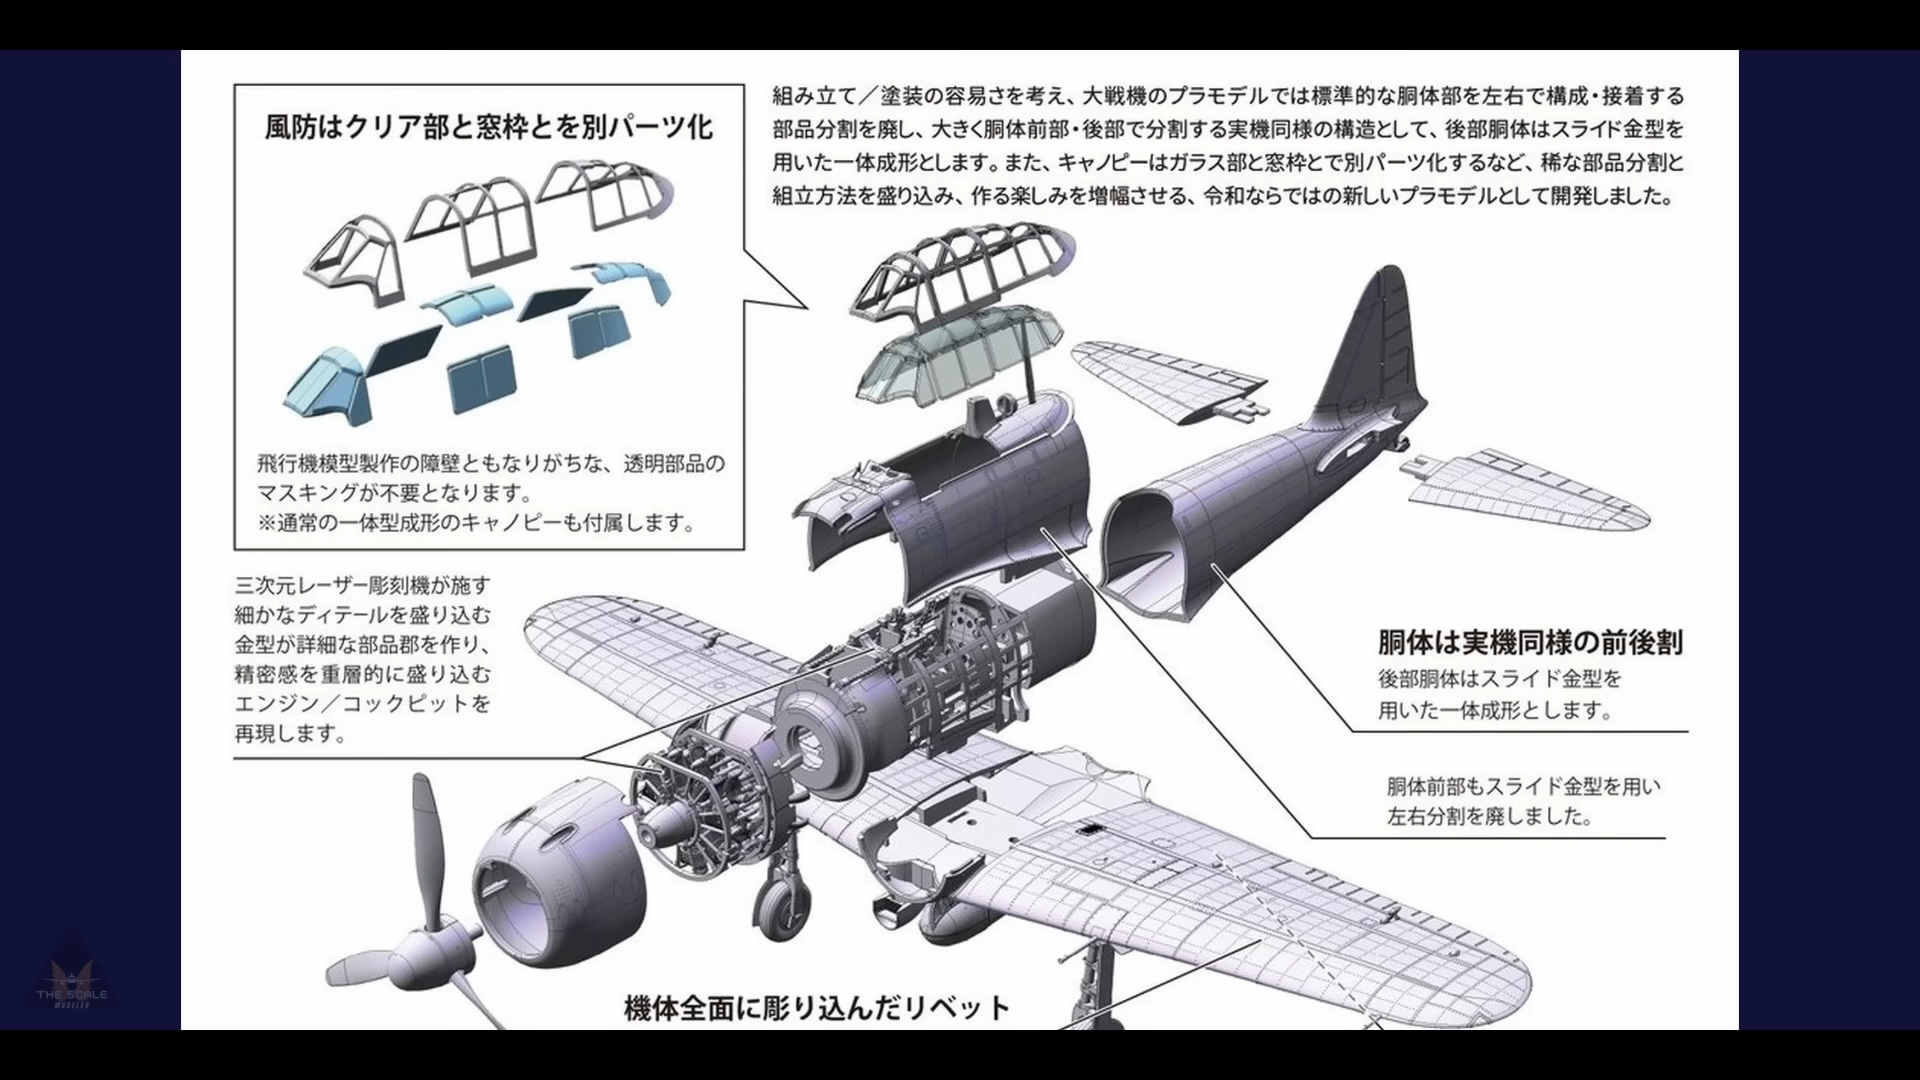 風防はクリア部と窓枠とを別パーツ化
飛行機模型製作の障壁ともなりがちな、透明部品の
マスキングが不要となります。
※通常の一体型成形のキャノピーも付属します。
組み立て／塗装の容易さを考え、大戦機のプラモデルでは標準的な胴体部を左右で構成・接着する
部品分割を廃し、大きく胴体前部・後部で分割する実機同様の構造として、後部胴体はスライド金型を
用いた一体成形とします。また、キャノピーはガラス部と窓枠とで別パーツ化するなど、稀な部品分割と
組立方法を盛り込み、作る楽しみを増幅させる、令和ならではの新しいプラモデルとして開発しました。
三次元レーザー彫刻機が施す
細かなディテールを盛り込む
金型が詳細な部品郡を作り、
精密感を重層的に盛り込む
エンジン／コックピットを
再現します。
胴体は実機同様の前後割
後部胴体はスライド金型を
用いた一体成形とします。
胴体前部もスライド金型を用い
左右分割を廃しました。
機体全面に彫り込んだリベット
THE SCALE
MODELER